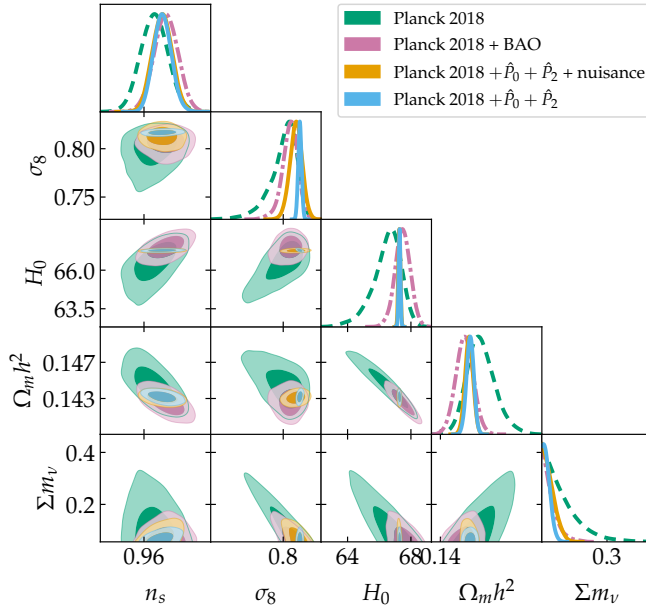 Planck 2018
Planck 2018 + BAO
Planck 2018 + P̂₀ + P̂₂ + nuisance
Planck 2018 + P̂₀ + P̂₂
σ₈
0.80
0.75
H₀
66.0
63.5
Ωₘh²
0.147
0.143
Σmᵥ
0.4
0.2
0.96
0.8
64
68
0.14
0.3
nₛ
σ₈
H₀
Ωₘh²
Σmᵥ